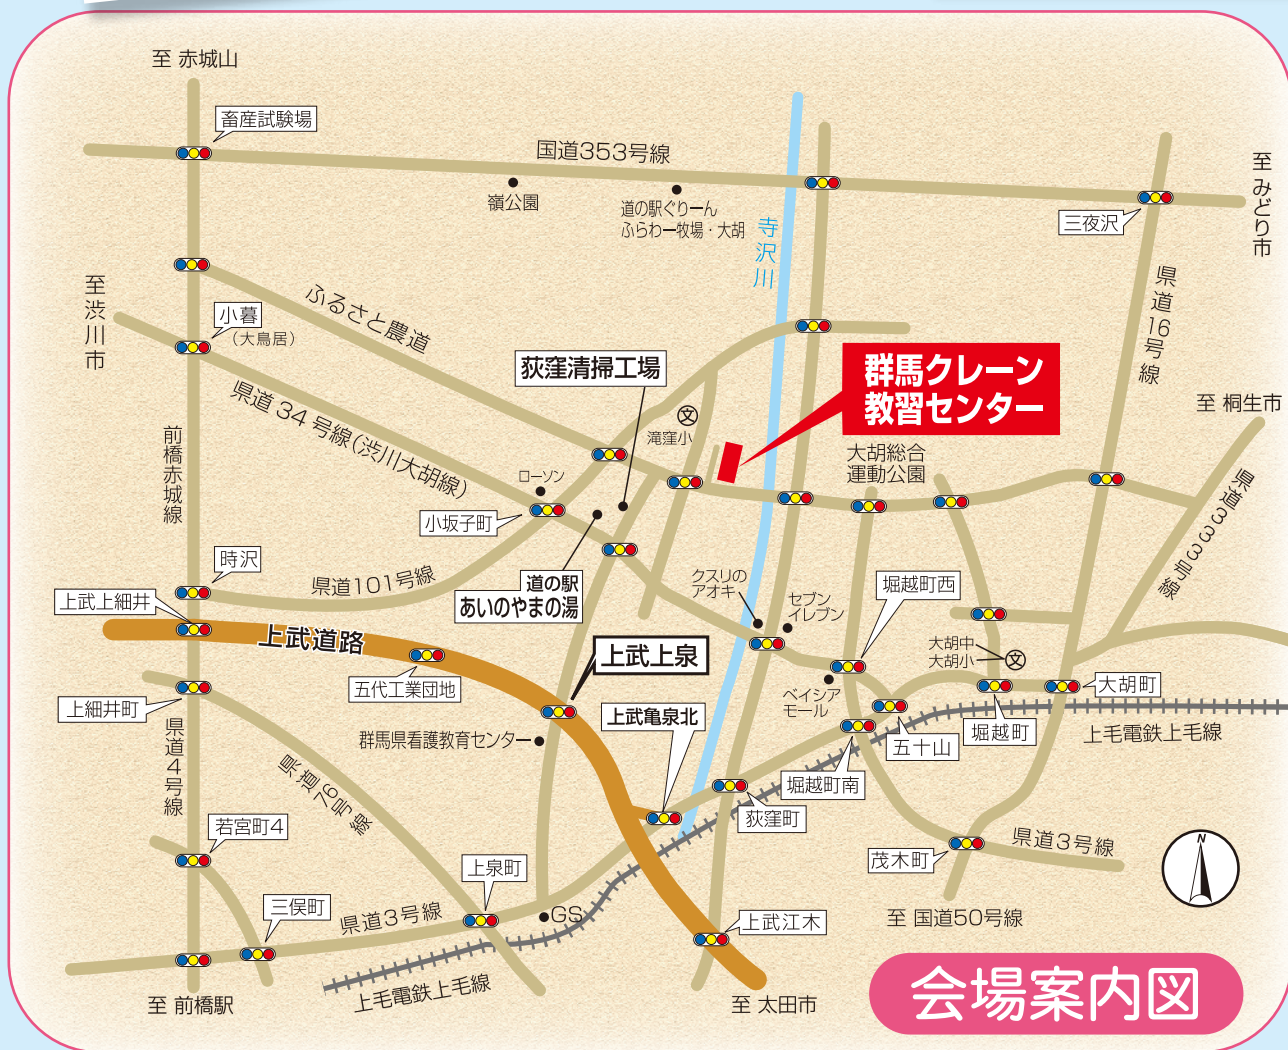 至 赤城山
畜産試験場
国道353号線
嶺公園
道の駅ぐりーん
ふらわー牧場・大胡
寺沢川
三夜沢
至 みどり市
至 渋川市
小暮
(大鳥居)
ふるさと農道
県道16号線
荻窪清掃工場
群馬クレーン
教習センター
県道34号線(渋川大胡線)
至 桐生市
文
滝窪小
前橋赤城線
大胡総合
運動公園
ローソン
小坂子町
県道333号線
時沢
県道101号線
道の駅
あいのやまの湯
クスリの
アオキ
セブン
イレブン
堀越町西
上武上細井
上武道路
上武上泉
大胡中
大胡小
文
五代工業団地
ベイシア
モール
大胡町
上細井町
上武亀泉北
群馬県看護教育センター
堀越町
五十山
上毛電鉄上毛線
県道4号線
県道76号線
堀越町南
荻窪町
若宮町4
県道3号線
茂木町
上泉町
N
三俣町
県道3号線
GS
至 国道50号線
上武江木
上毛電鉄上毛線
至 前橋駅
至 太田市
会場案内図